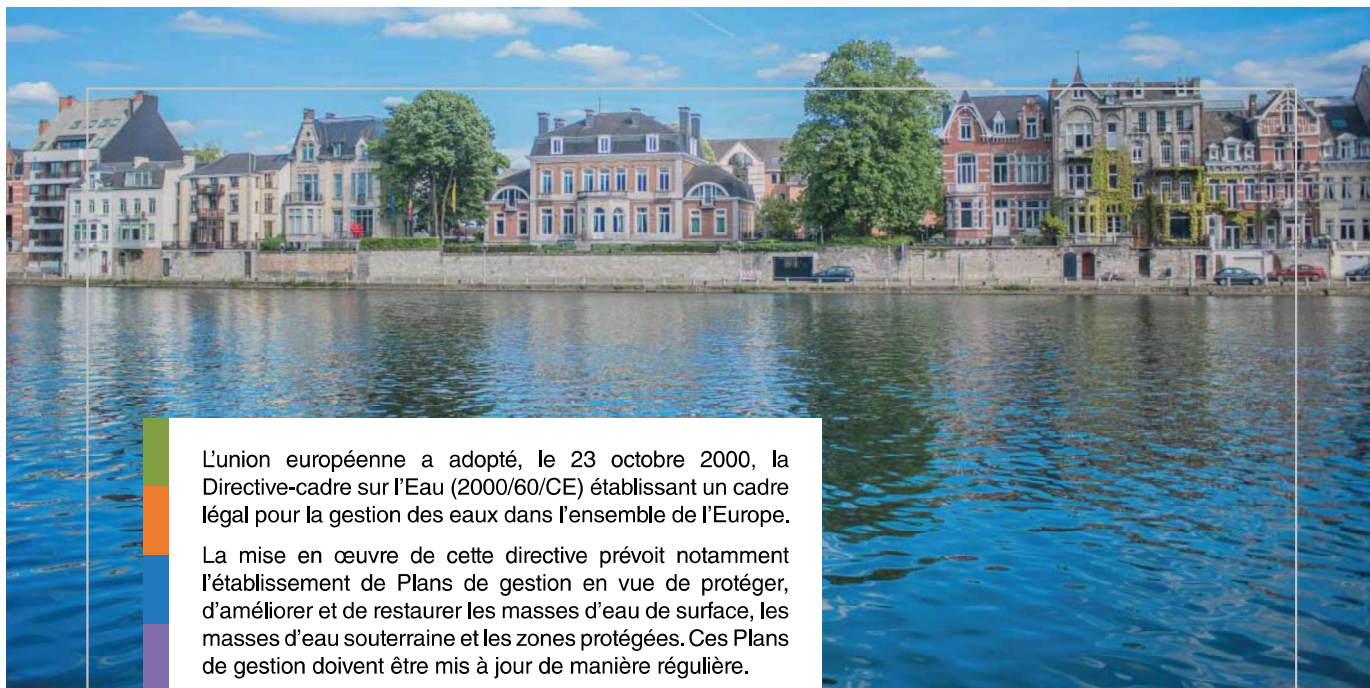 L'union européenne a adopté, le 23 octobre 2000, la
Directive-cadre sur l'Eau (2000/60/CE) établissant un cadre
légal pour la gestion des eaux dans l'ensemble de l'Europe.
La mise en œuvre de cette directive prévoit notamment
l'établissement de Plans de gestion en vue de protéger,
d'améliorer et de restaurer les masses d'eau de surface, les
masses d'eau souterraine et les zones protégées. Ces Plans
de gestion doivent être mis à jour de manière régulière.